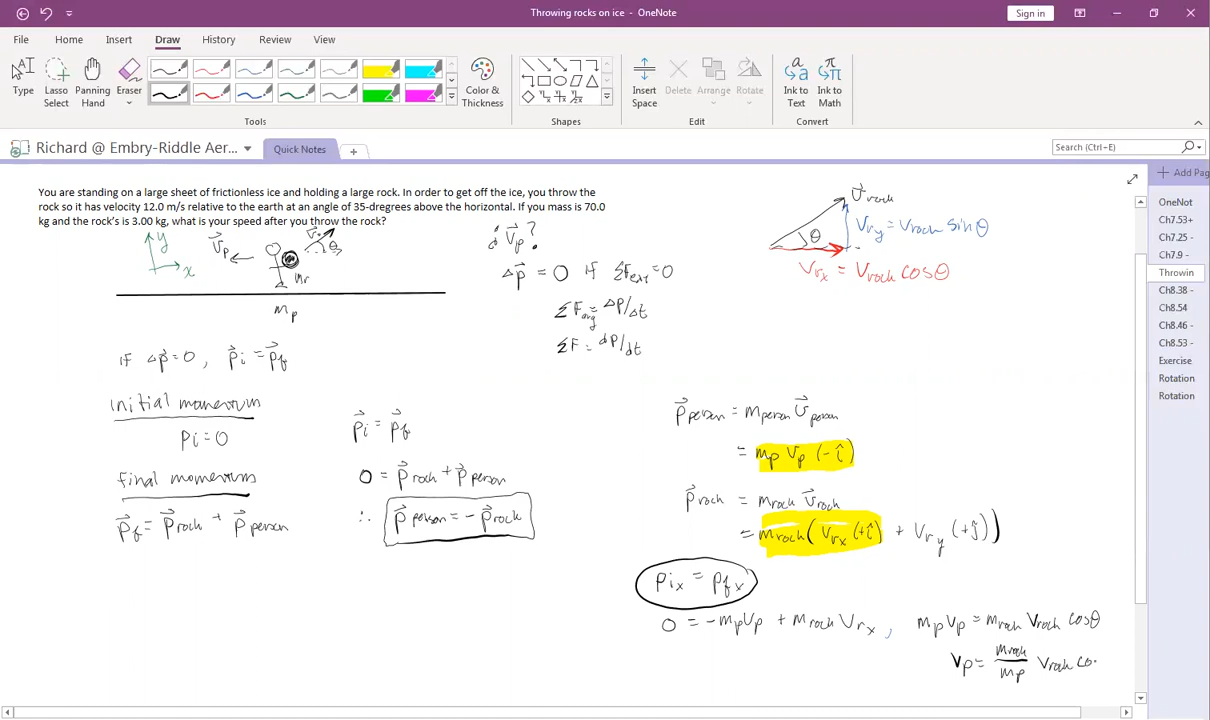 Throwing rocks on ice - OneNote
Sign in
File Home Insert Draw History Review View
Type
Lasso Select
Panning Hand
Eraser
Color & Thickness
Insert Space
Delete
Arrange
Rotate
Ink to Text
Ink to Math
Tools
Shapes
Edit
Convert
Richard @ Embry-Riddle Aer...
Quick Notes
Search (Ctrl+E)
You are standing on a large sheet of frictionless ice and holding a large rock. In order to get off the ice, you throw the
rock so it has velocity 12.0 m/s relative to the earth at an angle of 35-degrees above the horizontal. If you mass is 70.0
kg and the rock's is 3.00 kg, what is your speed after you throw the rock?
y
x
v⃗p
v⃗r
θ
mr
mp
¿ v⃗p ?
Δp⃗ = 0 if ΣFext = 0
ΣFavg = ΔP/Δt
ΣF = dP/dt
v⃗rock
θ
Vry = Vrock sinθ
Vrx = Vrock cosθ
if Δp⃗ = 0, p⃗i = p⃗f
initial momentum
pi = 0
final momentum
p⃗f = p⃗rock + p⃗person
p⃗i = p⃗f
0 = p⃗rock + p⃗person
∴ p⃗person = - p⃗rock
p⃗person = mperson v⃗person
= mp vp (-î)
p⃗rock = mrock v⃗rock
= mrock( Vrx (+î) + Vry (+ĵ))
pix = pfx
0 = -mpVp + mrock Vrx , mpVp = mrock Vrock cosθ
Vp = mrock/mp Vrock co
Add Page
OneNot
Ch7.53+
Ch7.25 -
Ch7.9 -
Throwin
Ch8.38 -
Ch8.54
Ch8.46 -
Ch8.53 -
Exercise
Rotation
Rotation